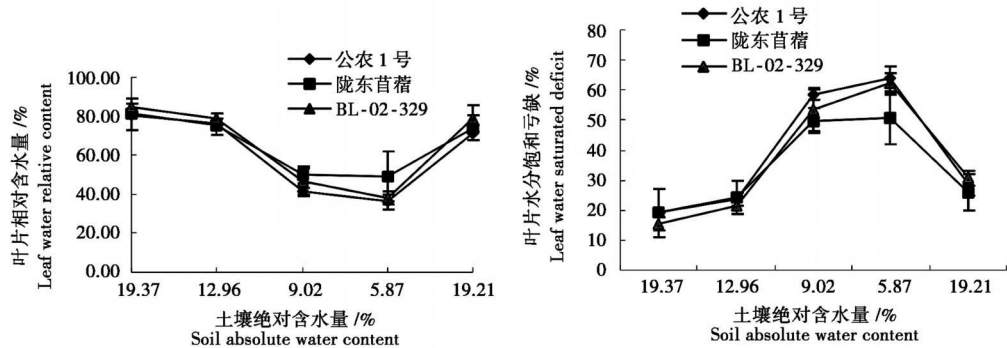 公农 1 号
陇东苜蓿
BL-02-329
叶片相对含水量 /%
Leaf water relative content
100.00
80.00
60.00
40.00
20.00
0.00
19.37 12.96 9.02 5.87 19.21
土壤绝对含水量 /%
Soil absolute water content
公农 1 号
陇东苜蓿
BL-02-329
叶片水分饱和亏缺 /%
Leaf water saturated deficit
80
70
60
50
40
30
20
10
0
19.37 12.96 9.02 5.87 19.21
土壤绝对含水量 /%
Soil absolute water content